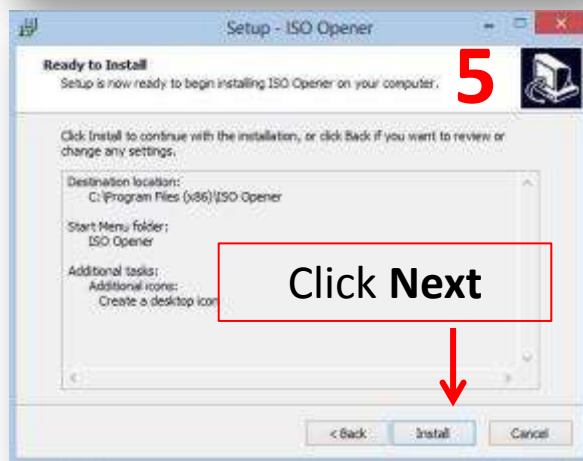 Setup - ISO Opener
Ready to Install
Setup is now ready to begin installing ISO Opener on your computer.
5
Click Install to continue with the installation, or click Back if you want to review or
change any settings.
Destination location:
C:\Program Files (x86)\ISO Opener
Start Menu folder:
ISO Opener
Additional tasks:
Additional icons:
Create a desktop icon
Click Next
< Back
Install
Cancel